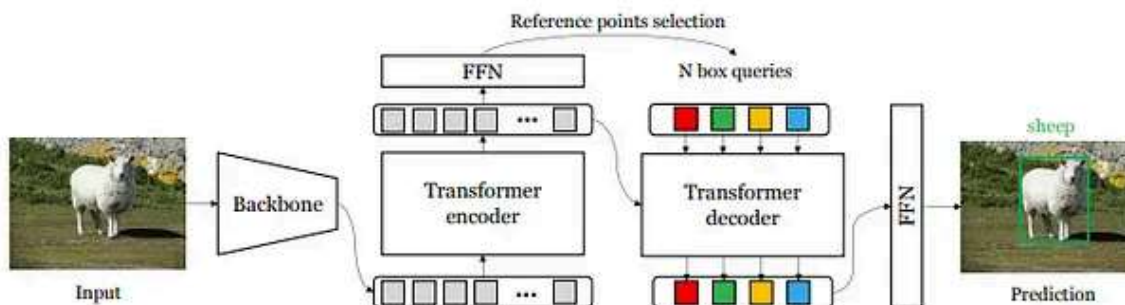 Reference points selection
FFN
N box queries
•••
sheep
Backbone
Transformer
encoder
Transformer
decoder
FFN
Input
•••
Prediction